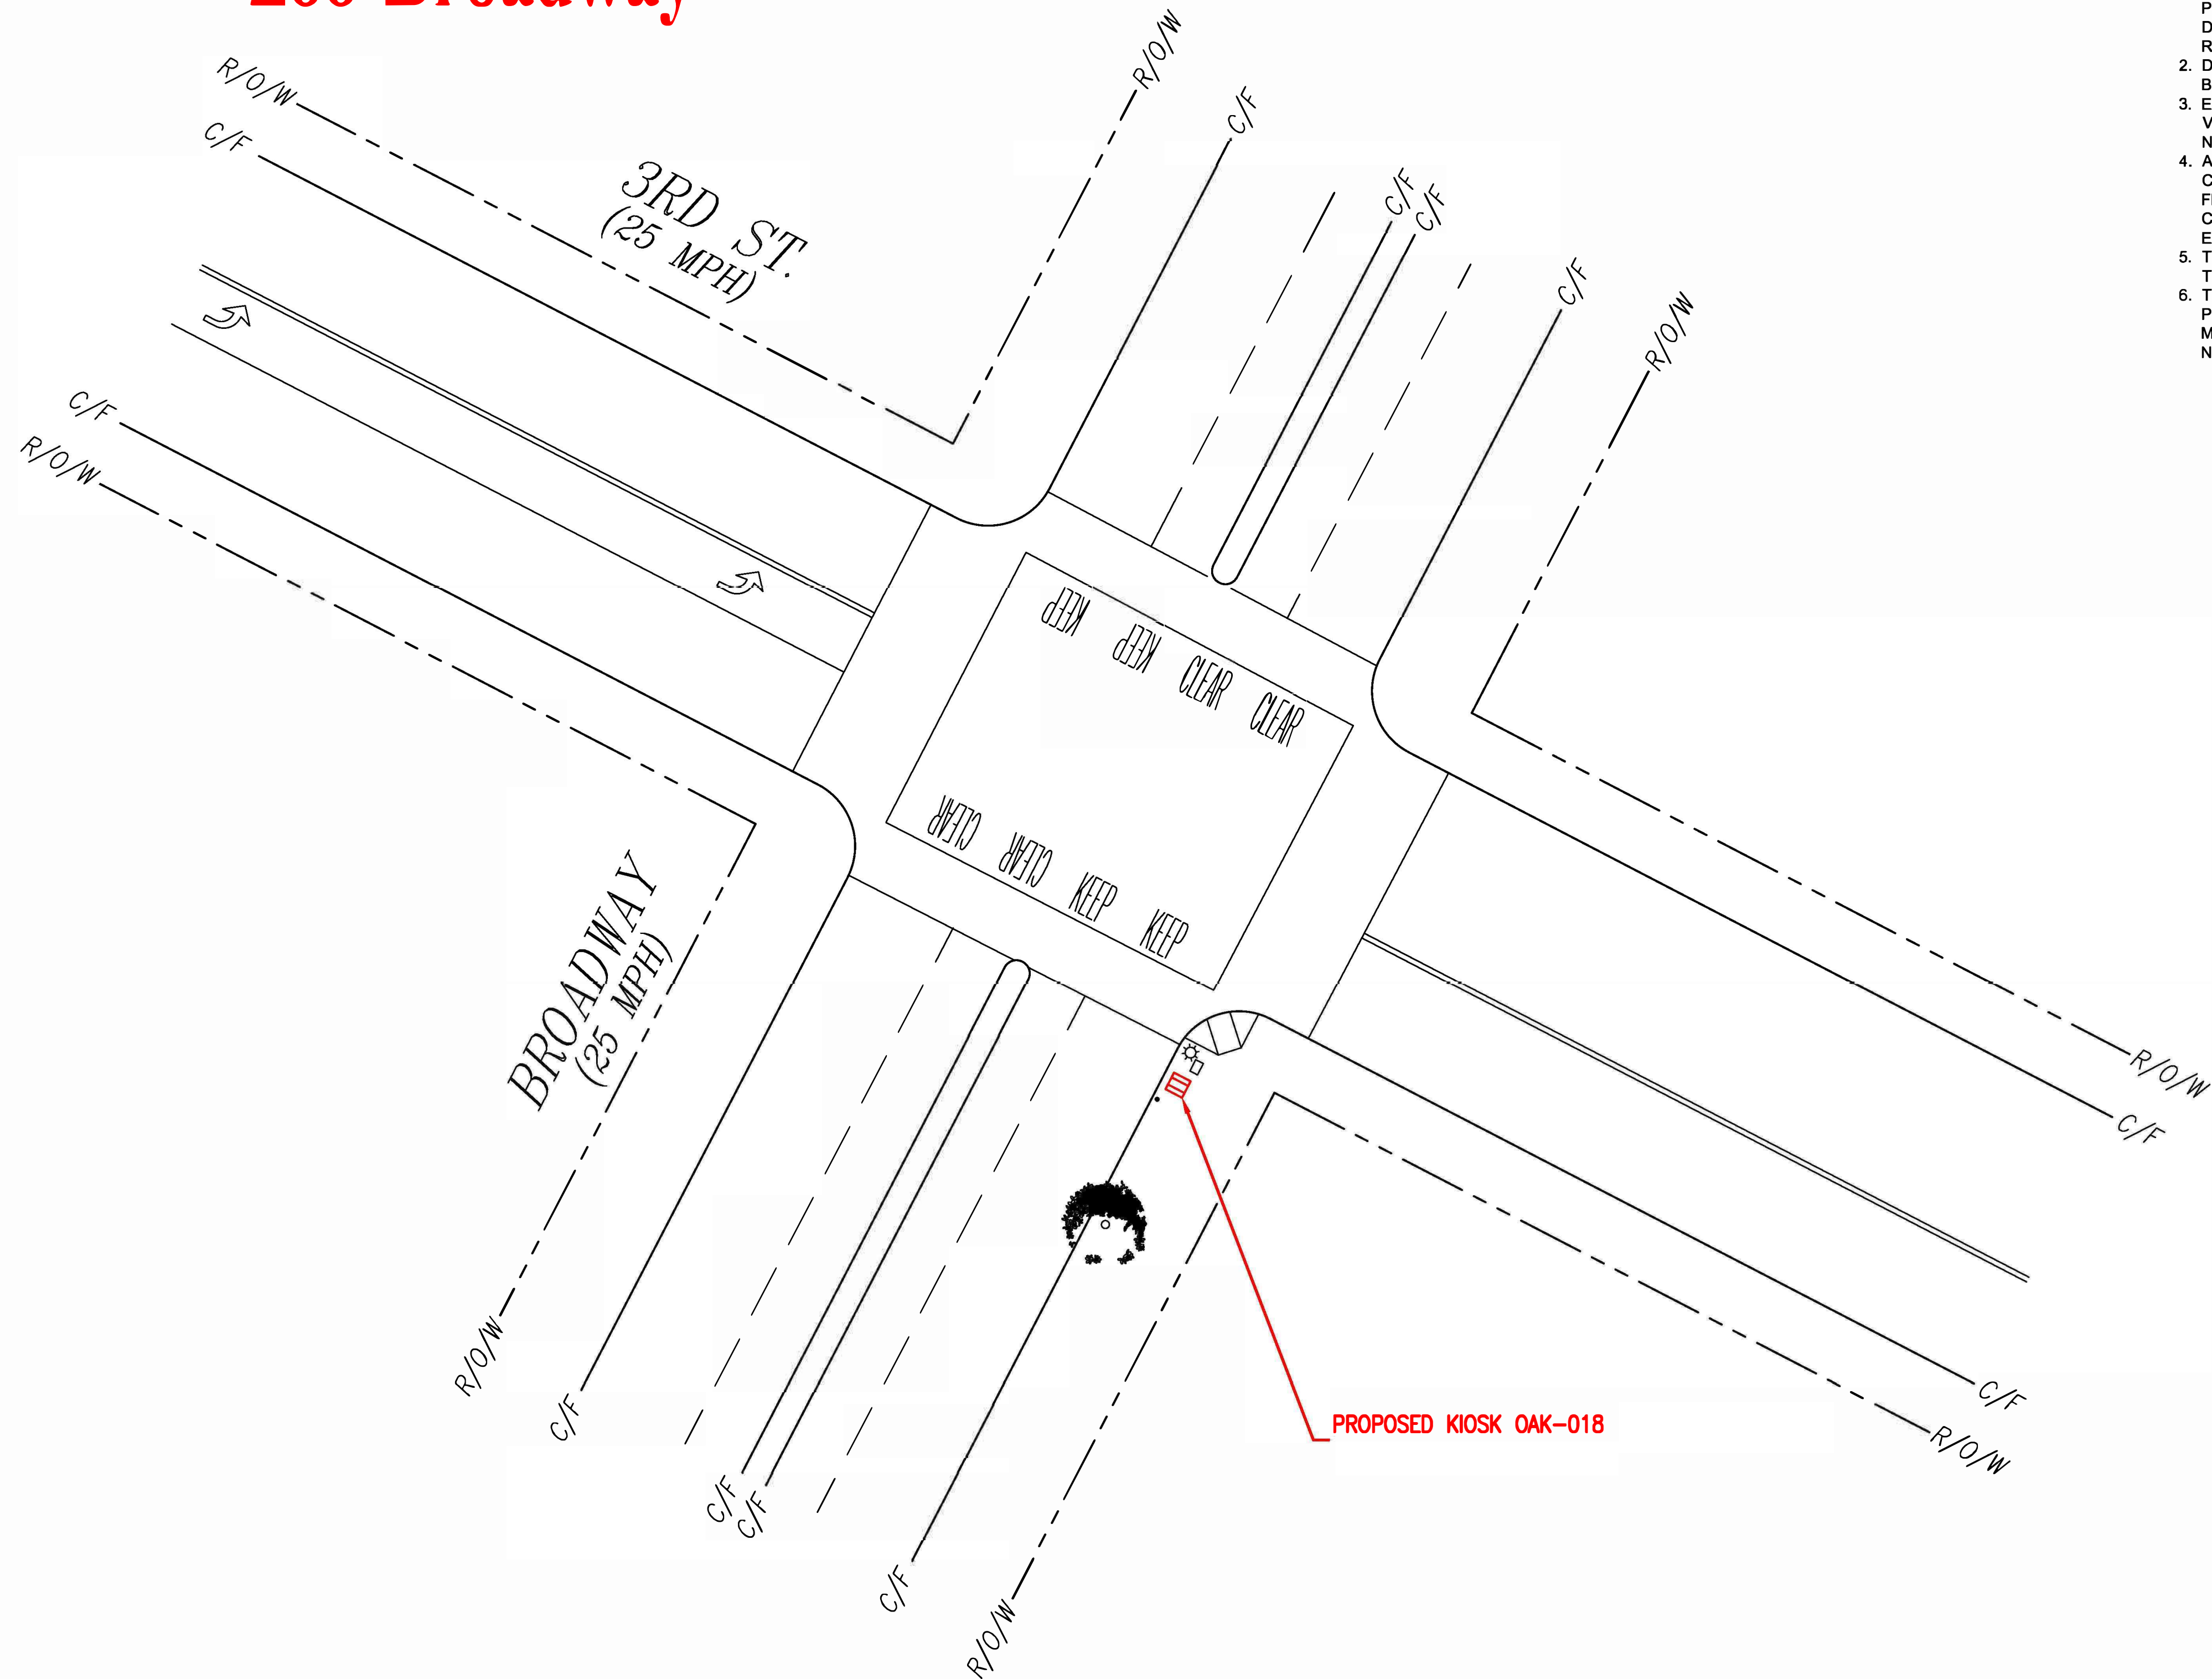 Broadway
R/O/W
C/F
3RD ST.
(25 MPH)
R/O/W
C/F
C/F
C/F
C/F
R/O/W
C/F
R/O/W
KEEP
KEEP
CLEAR
CLEAR
CLEAR
CLEAR
KEEP
KEEP
BROADWAY
(25 MPH)
R/O/W
C/F
C/F
C/F
C/F
R/O/W
R/O/W
C/F
C/F
R/O/W
PROPOSED KIOSK OAK-018
2.
3.
4.
5.
6.